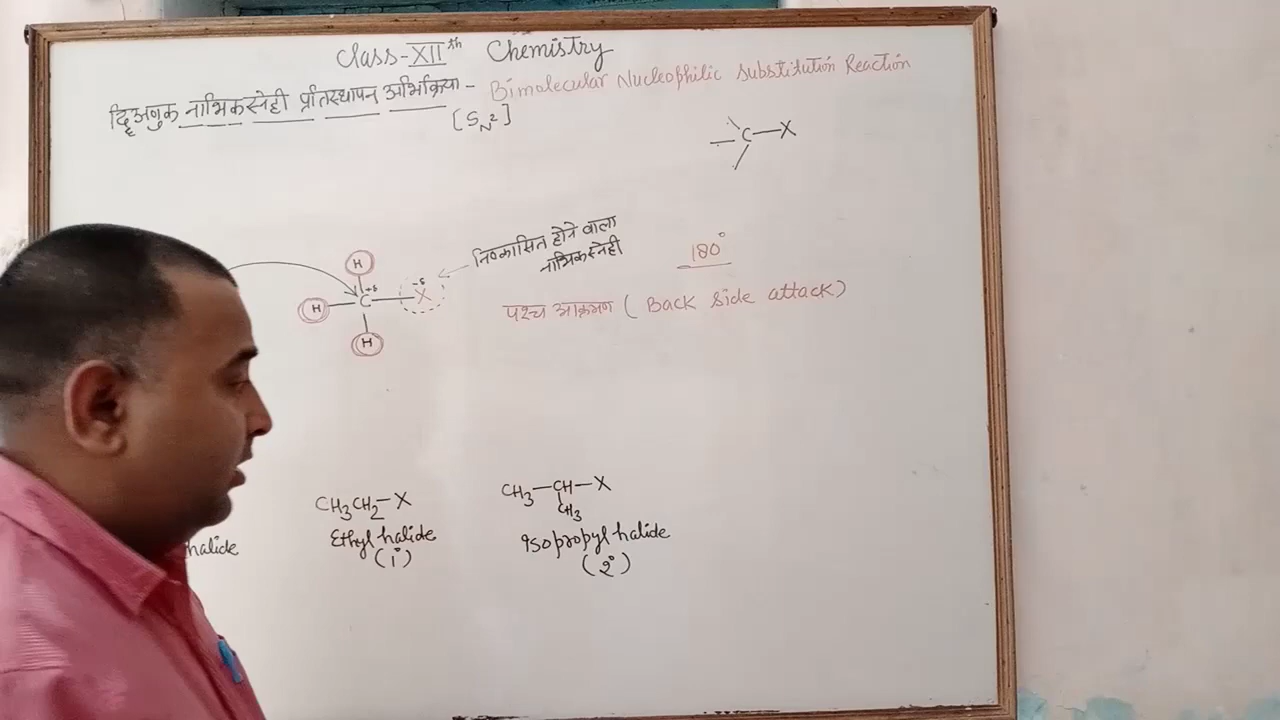 Class-XIIth Chemistry
द्विअणुक नाभिकस्नेही प्रतिस्थापन अभिक्रिया - Bimolecular Nucleophilic Substitution Reaction
[SN2]
C—X
H
H C+δ X-δ
H
निष्कासित होने वाला
नाभिकस्नेही
180°
पश्च आक्रमण ( Back side attack)
CH3CH2—X
CH3—CH—X
CH3
halide
Ethyl halide
(1°)
Isopropyl halide
(2°)